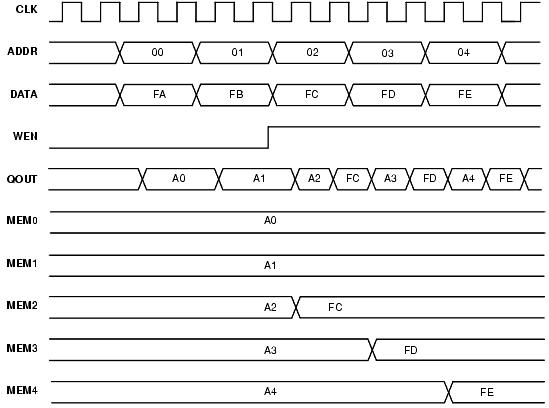 CLK
ADDR 00 01 02 03 04
DATA FA FB FC FD FE
WEN
QOUT A0 A1 A2 FC A3 FD A4 FE
MEM0 A0
MEM1 A1
MEM2 A2 FC
MEM3 A3 FD
MEM4 A4 FE